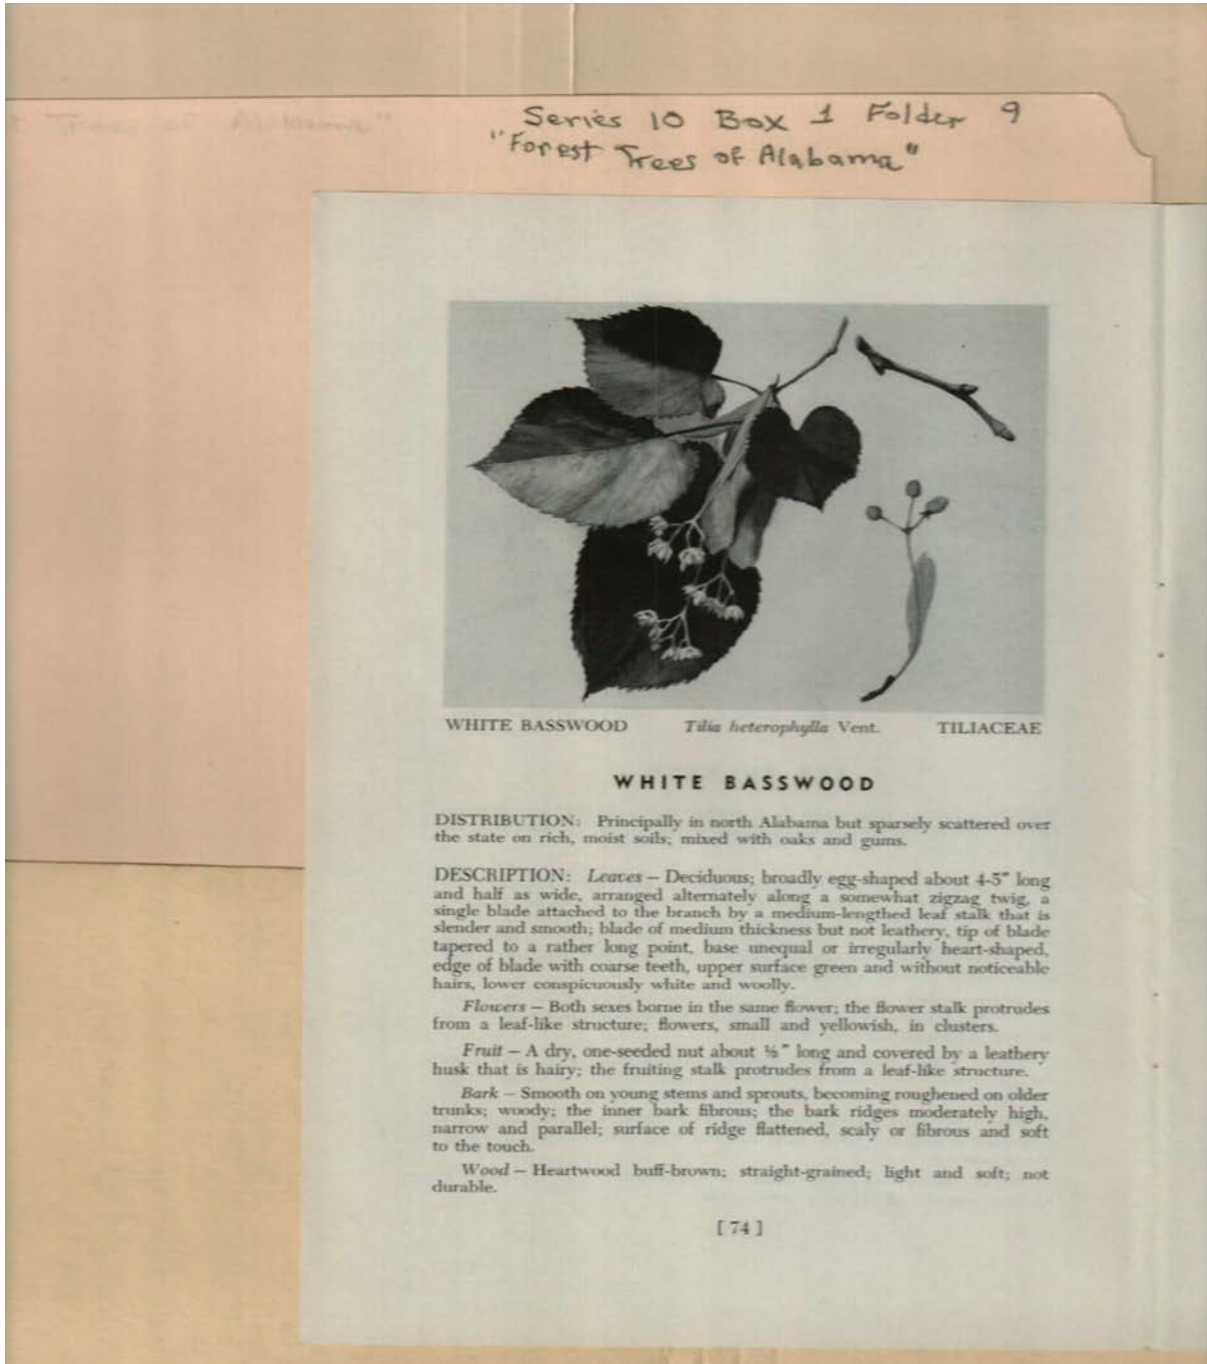 Series 10 Box 1 Folder 9
"Forest Trees of Alabama"
WHITE BASSWOOD Tilia heterophylla Vent. TILIACEAE
WHITE BASSWOOD
DISTRIBUTION: Principally in north Alabama but sparsely scattered over
the state on rich, moist soils; mixed with oaks and gums.
DESCRIPTION: Leaves – Deciduous; broadly egg-shaped about 4-5" long
and half as wide, arranged alternately along a somewhat zigzag twig, a
single blade attached to the branch by a medium-lengthed leaf stalk that is
slender and smooth; blade of medium thickness but not leathery, tip of blade
tapered to a rather long point, base unequal or irregularly heart-shaped,
edge of blade with coarse teeth, upper surface green and without noticeable
hairs, lower conspicuously white and woolly.
Flowers – Both sexes borne in the same flower; the flower stalk protrudes
from a leaf-like structure; flowers, small and yellowish, in clusters.
Fruit – A dry, one-seeded nut about ½" long and covered by a leathery
husk that is hairy; the fruiting stalk protrudes from a leaf-like structure.
Bark – Smooth on young stems and sprouts, becoming roughened on older
trunks; woody; the inner bark fibrous; the bark ridges moderately high,
narrow and parallel; surface of ridge flattened, scaly or fibrous and soft
to the touch.
Wood – Heartwood buff-brown; straight-grained; light and soft; not
durable.
[ 74 ]